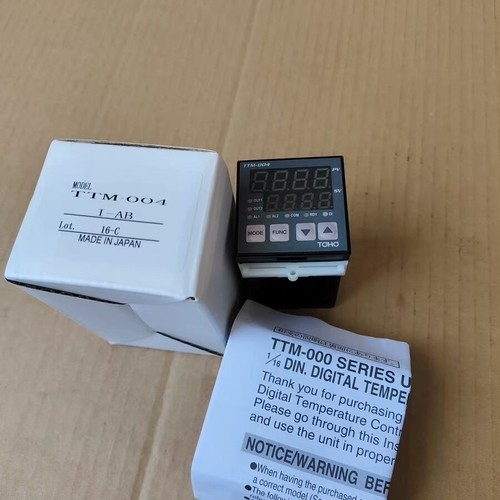 MODEL
TTM-004
I-AB
Lot. 16-C
MADE IN JAPAN
TTM-004
PV
SV
MODE
FUNC
TOHO
TTM-000 SERIES U
1/16 DIN. DIGITAL TEMPE
Thank you for purchasing
Digital Temperature Contr
Please go through this Ins
and use the unit in proper
NOTICE/WARNING BEF
●When having the purchased
a correct model